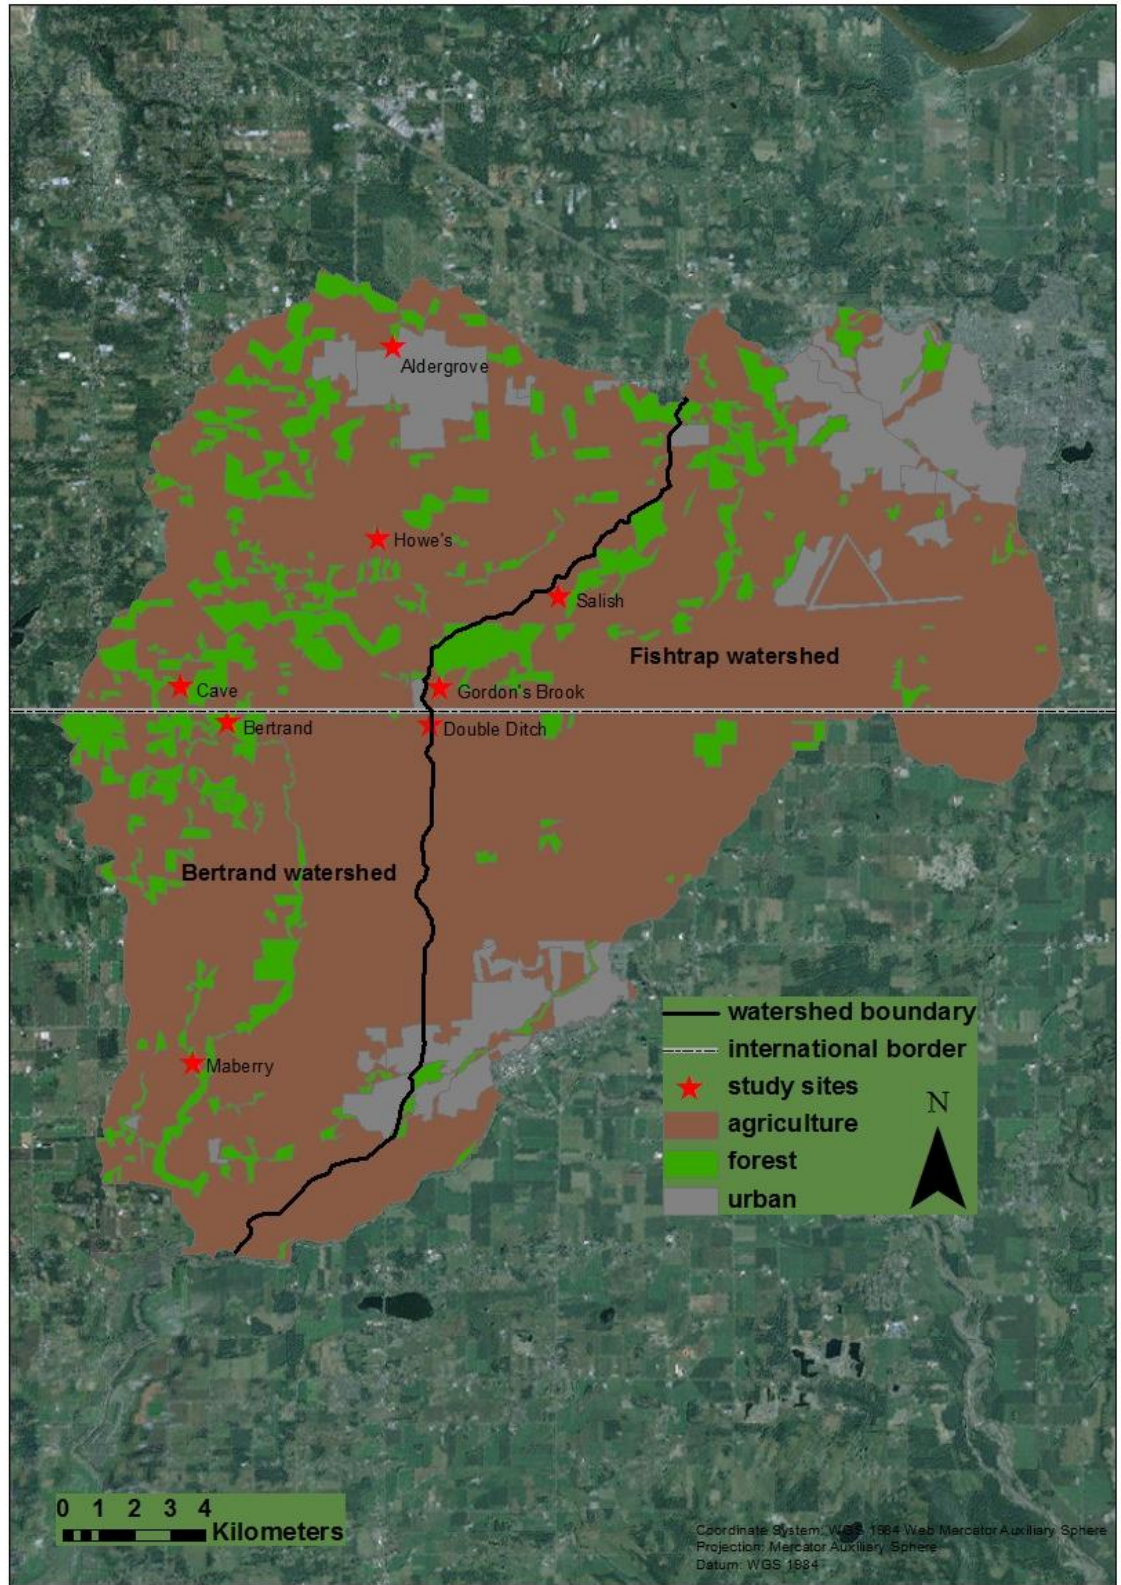 Aldergrove
Howe's
Salish
Fishtrap watershed
Cave
Gordon's Brook
Bertrand
Double Ditch
Bertrand watershed
Maberry
watershed boundary
international border
study sites
agriculture
forest
urban
N
0 1 2 3 4
Kilometers
Coordinate System: WGS 1984 Web Mercator Auxiliary Sphere
Projection: Mercator Auxiliary Sphere
Datum: WGS 1984